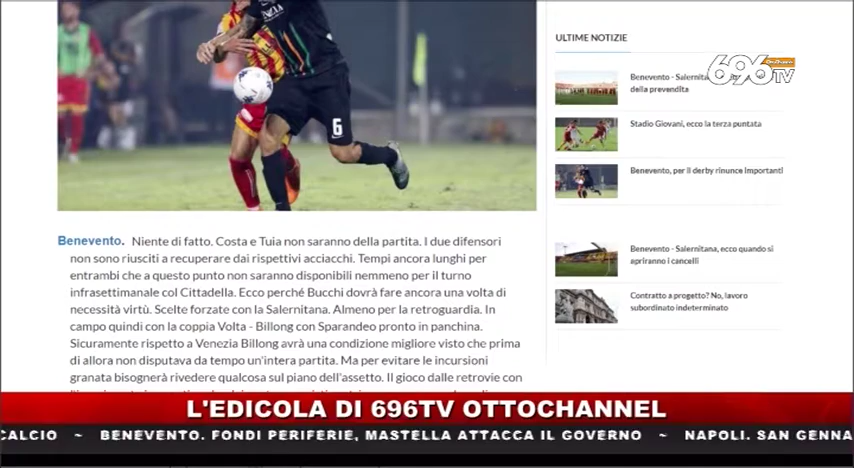 6
Benevento. Niente di fatto. Costa e Tuia non saranno della partita. I due difensori
non sono riusciti a recuperare dai rispettivi acciacchi. Tempi ancora lunghi per
entrambi che a questo punto non saranno disponibili nemmeno per il turno
infrasettimanale col Cittadella. Ecco perché Bucchi dovrà fare ancora una volta di
necessità virtù. Scelte forzate con la Salernitana. Almeno per la retroguardia. In
campo quindi con la coppia Volta - Billong con Sparandeo pronto in panchina.
Sicuramente rispetto a Venezia Billong avrà una condizione migliore visto che prima
di allora non disputava da tempo un'intera partita. Ma per evitare le incursioni
granata bisognerà rivedere qualcosa sul piano dell'assetto. Il gioco dalle retrovie con
ULTIME NOTIZIE
696 TV
Benevento - Salernitana,
della prevendita
Stadio Giovani, ecco la terza puntata
Benevento, per il derby rinunce importanti
Benevento - Salernitana, ecco quando si
apriranno i cancelli
Contratto a progetto? No, lavoro
subordinato indeterminato
L'EDICOLA DI 696TV OTTOCHANNEL
CALCIO ~ BENEVENTO. FONDI PERIFERIE, MASTELLA ATTACCA IL GOVERNO ~ NAPOLI. SAN GENNA